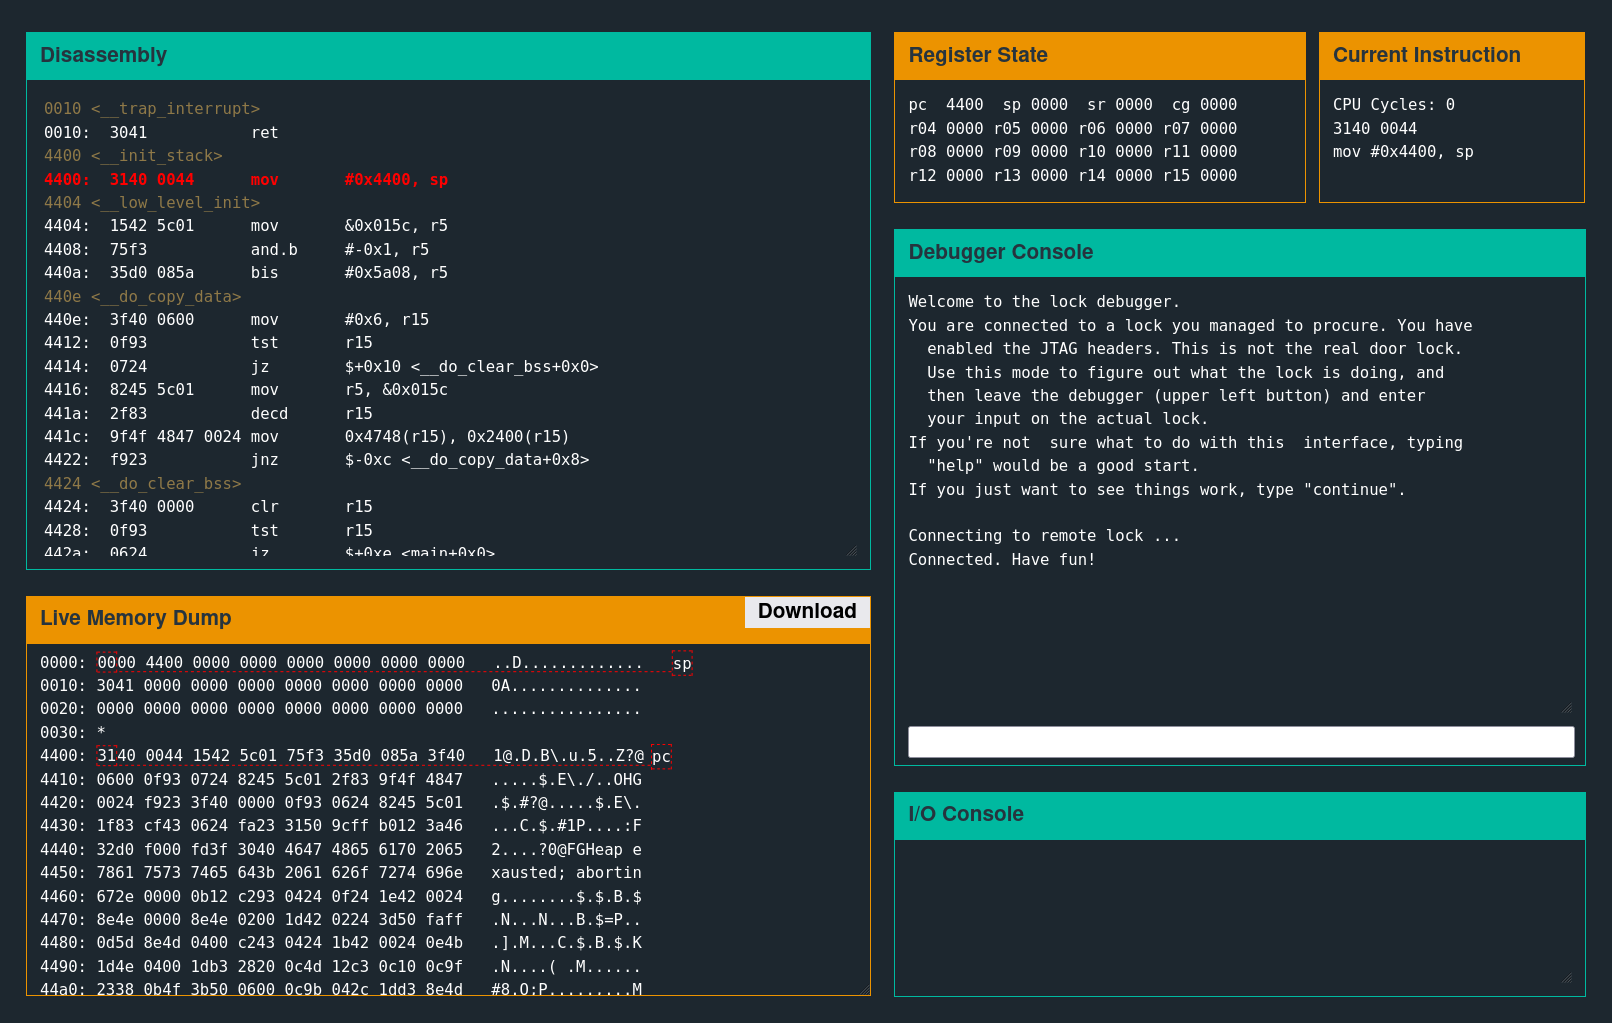 Disassembly
0010 <__trap_interrupt>
0010:  3041           ret
4400 <__init_stack>
4400:  3140 0044      mov       #0x4400, sp
4404 <__low_level_init>
4404:  1542 5c01      mov       &0x015c, r5
4408:  75f3           and.b     #-0x1, r5
440a:  35d0 085a      bis       #0x5a08, r5
440e <__do_copy_data>
440e:  3f40 0600      mov       #0x6, r15
4412:  0f93           tst       r15
4414:  0724           jz        $+0x10 <__do_clear_bss+0x0>
4416:  8245 5c01      mov       r5, &0x015c
441a:  2f83           decd      r15
441c:  9f4f 4847 0024 mov       0x4748(r15), 0x2400(r15)
4422:  f923           jnz       $-0xc <__do_copy_data+0x8>
4424 <__do_clear_bss>
4424:  3f40 0000      clr       r15
4428:  0f93           tst       r15
442a:  0624           jz        $+0xe <main+0x0>
Live Memory Dump
Download
0000: 0000 4400 0000 0000 0000 0000 0000 0000   ..D.............   sp
0010: 3041 0000 0000 0000 0000 0000 0000 0000   0A..............
0020: 0000 0000 0000 0000 0000 0000 0000 0000   ................
0030: *
4400: 3140 0044 1542 5c01 75f3 35d0 085a 3f40   1@.D.B\.u.5..Z?@ pc
4410: 0600 0f93 0724 8245 5c01 2f83 9f4f 4847   .....$.E\./..OHG
4420: 0024 f923 3f40 0000 0f93 0624 8245 5c01   .$.#?@.....$.E\.
4430: 1f83 cf43 0624 fa23 3150 9cff b012 3a46   ...C.$.#1P....:F
4440: 32d0 f000 fd3f 3040 4647 4865 6170 2065   2....?0@FGHeap e
4450: 7861 7573 7465 643b 2061 626f 7274 696e   xausted; abortin
4460: 672e 0000 0b12 c293 0424 0f24 1e42 0024   g........$.$.B.$
4470: 8e4e 0000 8e4e 0200 1d42 0224 3d50 faff   .N...N...B.$=P..
4480: 0d5d 8e4d 0400 c243 0424 1b42 0024 0e4b   .].M...C.$.B.$.K
4490: 1d4e 0400 1db3 2820 0c4d 12c3 0c10 0c9f   .N....( .M......
44a0: 2338 0b4f 3b50 0600 0c9b 042c 1dd3 8e4d   #8.O;P.....,...M
Register State
pc  4400  sp 0000  sr 0000  cg 0000
r04 0000 r05 0000 r06 0000 r07 0000
r08 0000 r09 0000 r10 0000 r11 0000
r12 0000 r13 0000 r14 0000 r15 0000
Current Instruction
CPU Cycles: 0
3140 0044
mov #0x4400, sp
Debugger Console
Welcome to the lock debugger.
You are connected to a lock you managed to procure. You have
enabled the JTAG headers. This is not the real door lock.
Use this mode to figure out what the lock is doing, and
then leave the debugger (upper left button) and enter
your input on the actual lock.
If you're not  sure what to do with this  interface, typing
"help" would be a good start.
If you just want to see things work, type "continue".
Connecting to remote lock ...
Connected. Have fun!
I/O Console